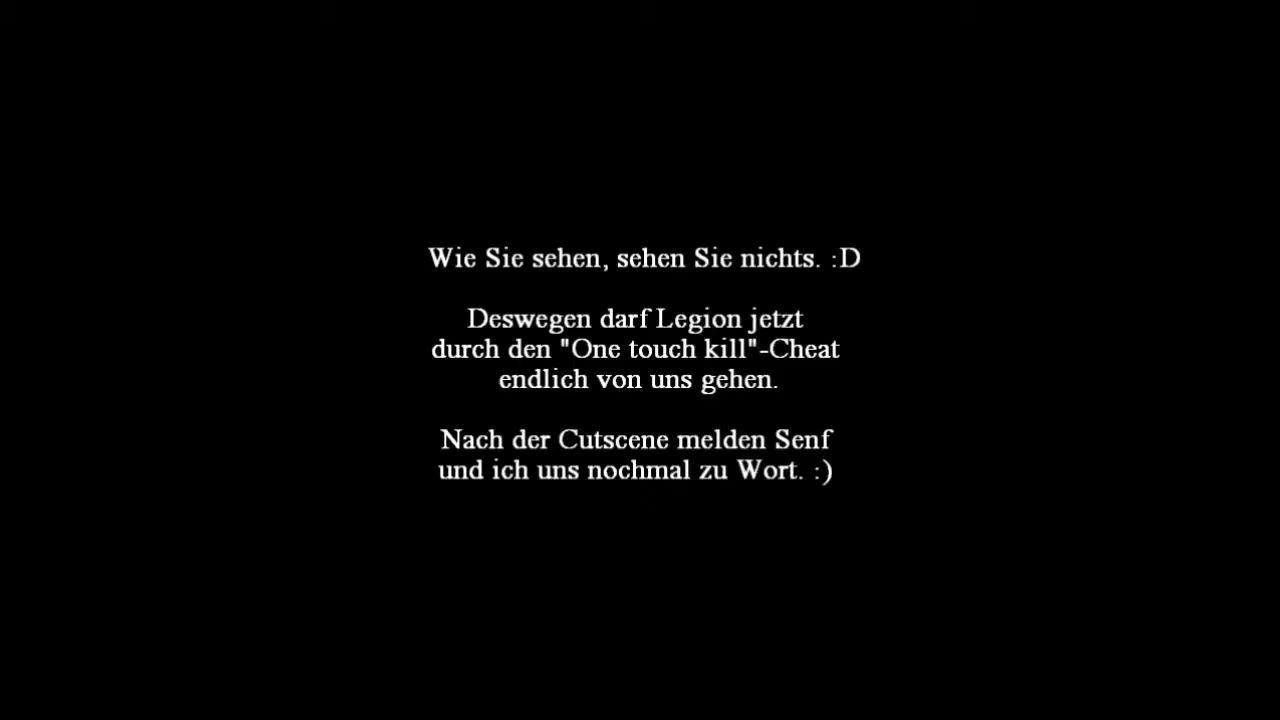 Wie Sie sehen, sehen Sie nichts. :D
Deswegen darf Legion jetzt
durch den "One touch kill"-Cheat
endlich von uns gehen.
Nach der Cutscene melden Senf
und ich uns nochmal zu Wort. :)